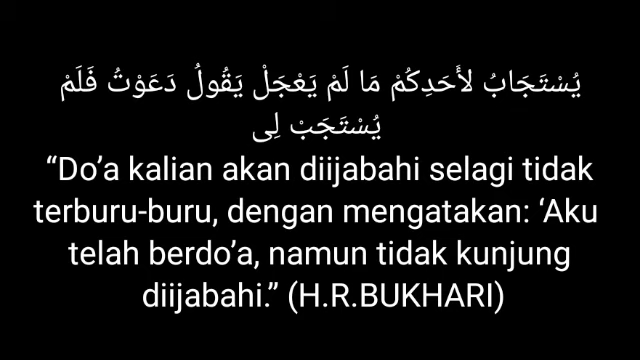 يُسْتَجَابُ لأَحَدِكُمْ مَا لَمْ يَعْجَلْ يَقُولُ دَعَوْتُ فَلَمْ
يُسْتَجَبْ لِى
“Do’a kalian akan diijabahi selagi tidak
terburu-buru, dengan mengatakan: ‘Aku
telah berdo’a, namun tidak kunjung
diijabahi.” (H.R.BUKHARI)